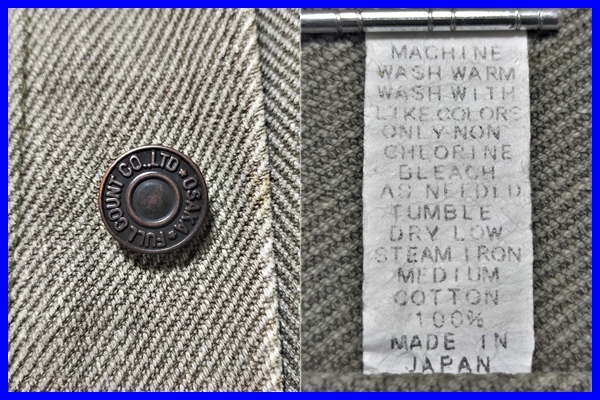 FULL COUNT CO.,LTD OSAKA
MACHINE
WASH WARM
WASH WITH
LIKE COLORS
ONLY-NON
CHLORINE
BLEACH
AS NEEDED
TUMBLE
DRY LOW
STEAM IRON
MEDIUM
COTTON
100%
MADE IN
JAPAN